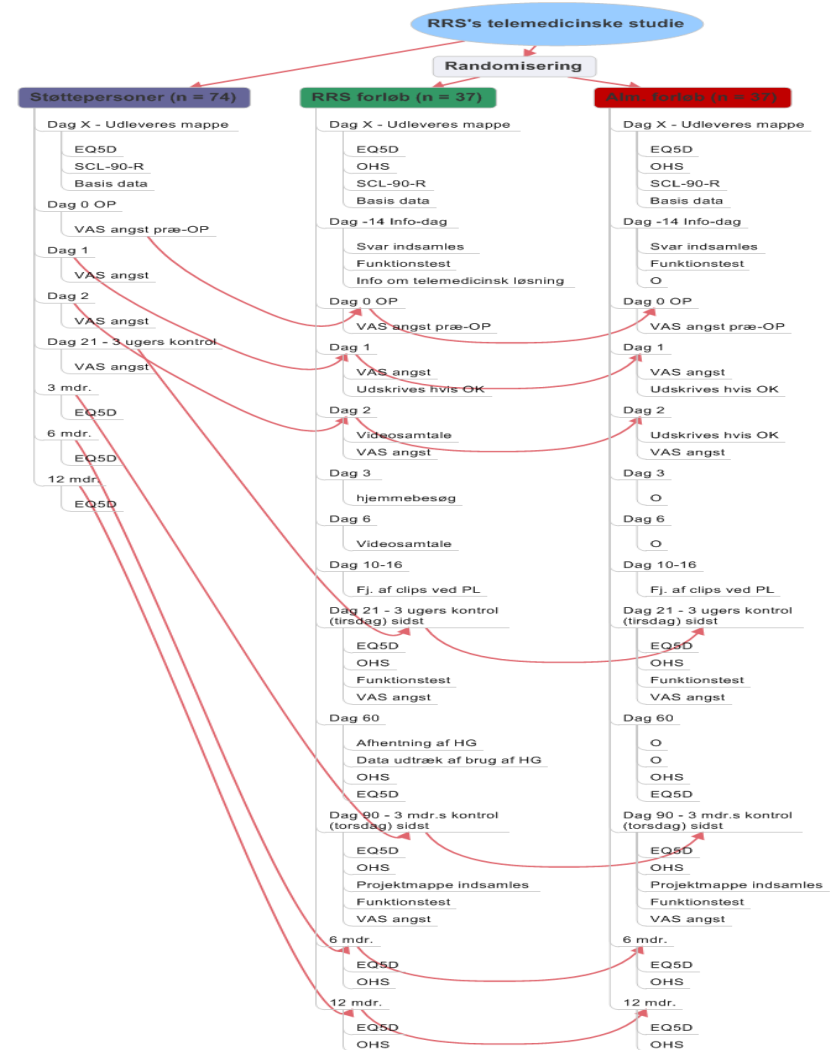 RRS's telemedicinske studie
Randomisering
Støttepersoner (n = 74)
Dag X - Udleveres mappe
EQ5D
SCL-90-R
Basis data
Dag 0 OP
VAS angst præ-OP
Dag 1
VAS angst
Dag 2
VAS angst
Dag 21 - 3 ugers kontrol
VAS angst
3 mdr.
EQ5D
6 mdr.
EQ5D
12 mdr.
EQ5D
RRS forløb (n = 37)
Dag X - Udleveres mappe
EQ5D
OHS
SCL-90-R
Basis data
Dag -14 Info-dag
Svar indsamles
Funktionstest
Info om telemedicinsk løsning
Dag 0 OP
VAS angst præ-OP
Dag 1
VAS angst
Udskrives hvis OK
Dag 2
Videosamtale
VAS angst
Dag 3
hjemmebesøg
Dag 6
Videosamtale
Dag 10-16
Fj. af clips ved PL
Dag 21 - 3 ugers kontrol
(tirsdag) sidst
EQ5D
OHS
Funktionstest
VAS angst
Dag 60
Afhentning af HG
Data udtræk af brug af HG
OHS
EQ5D
Dag 90 - 3 mdr.s kontrol
(torsdag) sidst
EQ5D
OHS
Projektmappe indsamles
Funktionstest
VAS angst
6 mdr.
EQ5D
OHS
12 mdr.
EQ5D
OHS
Alm. forløb (n = 37)
Dag X - Udleveres mappe
EQ5D
OHS
SCL-90-R
Basis data
Dag -14 Info-dag
Svar indsamles
Funktionstest
O
Dag 0 OP
VAS angst præ-OP
Dag 1
VAS angst
Udskrives hvis OK
Dag 2
Udskrives hvis OK
VAS angst
Dag 3
O
Dag 6
O
Dag 10-16
Fj. af clips ved PL
Dag 21 - 3 ugers kontrol
(tirsdag) sidst
EQ5D
OHS
Funktionstest
VAS angst
Dag 60
O
O
OHS
EQ5D
Dag 90 - 3 mdr.s kontrol
(torsdag) sidst
EQ5D
OHS
Projektmappe indsamles
Funktionstest
VAS angst
6 mdr.
EQ5D
OHS
12 mdr.
EQ5D
OHS